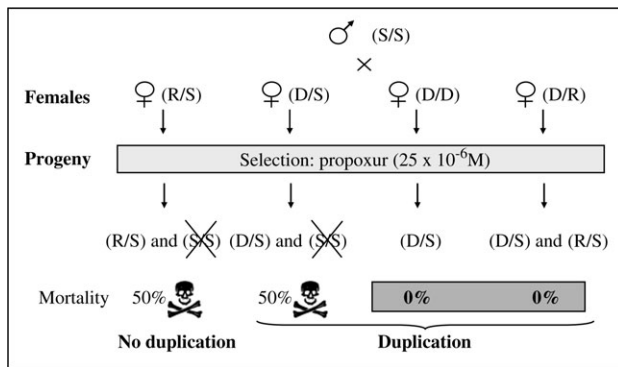 ♂ (S/S)
×
Females ♀ (R/S) ♀ (D/S) ♀ (D/D) ♀ (D/R)
Progeny Selection: propoxur (25 x 10⁻⁶M)
(R/S) and (S/S) (D/S) and (S/S) (D/S) (D/S) and (R/S)
Mortality 50% 50% 0% 0%
No duplication Duplication